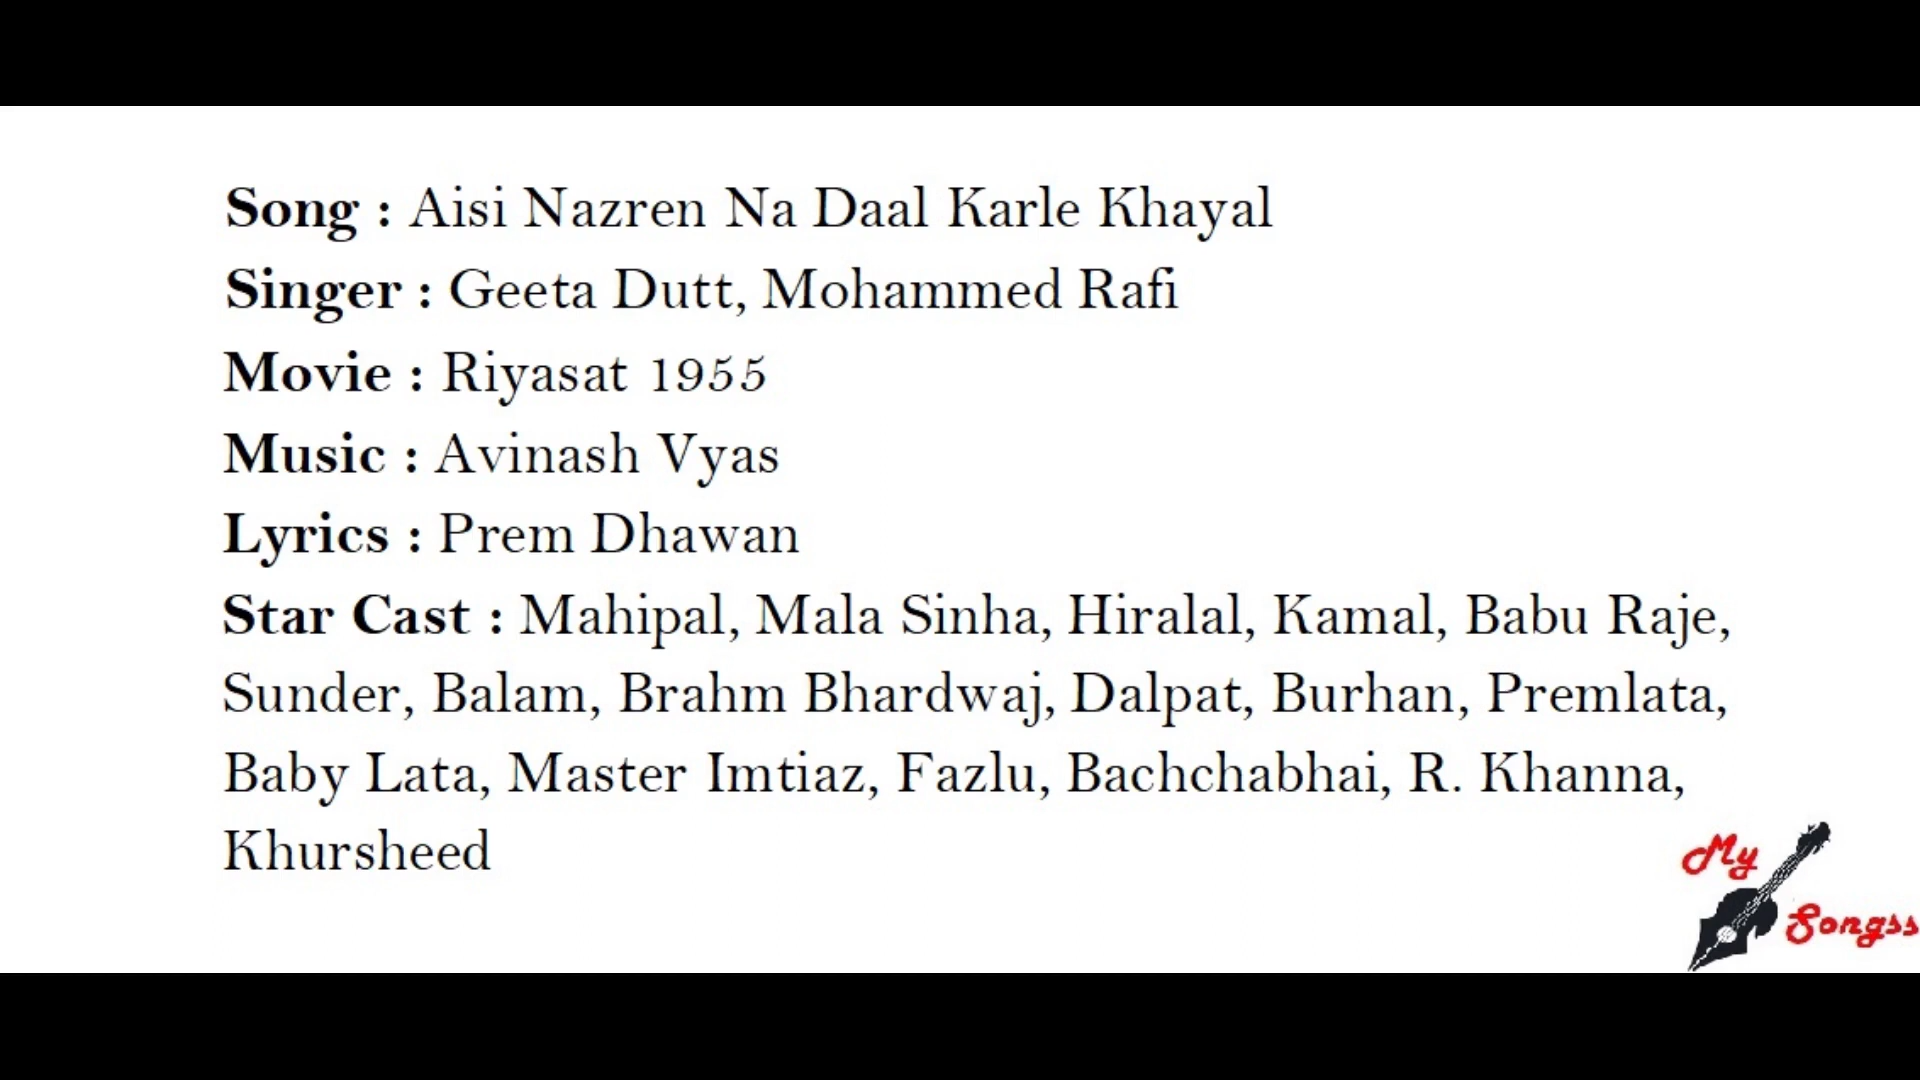 Song : Aisi Nazren Na Daal Karle Khayal
Singer : Geeta Dutt, Mohammed Rafi
Movie : Riyasat 1955
Music : Avinash Vyas
Lyrics : Prem Dhawan
Star Cast : Mahipal, Mala Sinha, Hiralal, Kamal, Babu Raje,
Sunder, Balam, Brahm Bhardwaj, Dalpat, Burhan, Premlata,
Baby Lata, Master Imtiaz, Fazlu, Bachchabhai, R. Khanna,
Khursheed
My
Songss